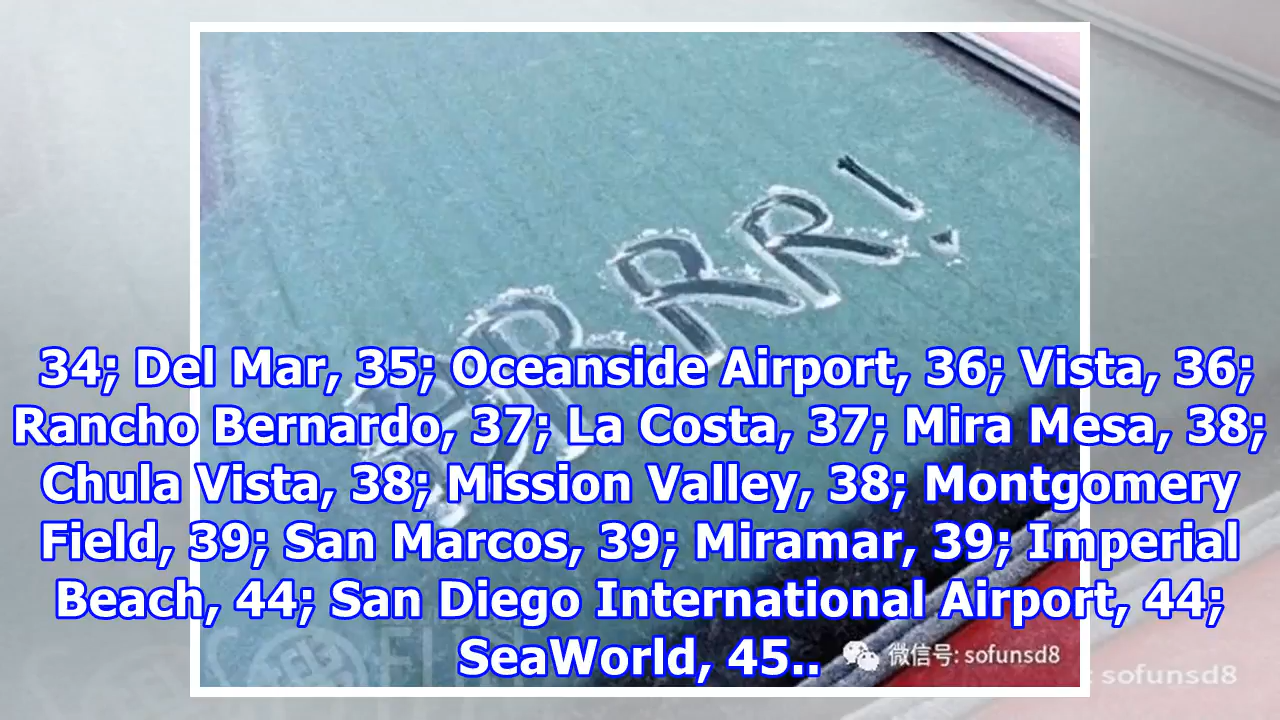 BRRR!
34; Del Mar, 35; Oceanside Airport, 36; Vista, 36;
Rancho Bernardo, 37; La Costa, 37; Mira Mesa, 38;
Chula Vista, 38; Mission Valley, 38; Montgomery
Field, 39; San Marcos, 39; Miramar, 39; Imperial
Beach, 44; San Diego International Airport, 44;
SeaWorld, 45..
微信号: sofunsd8
: sofunsd8